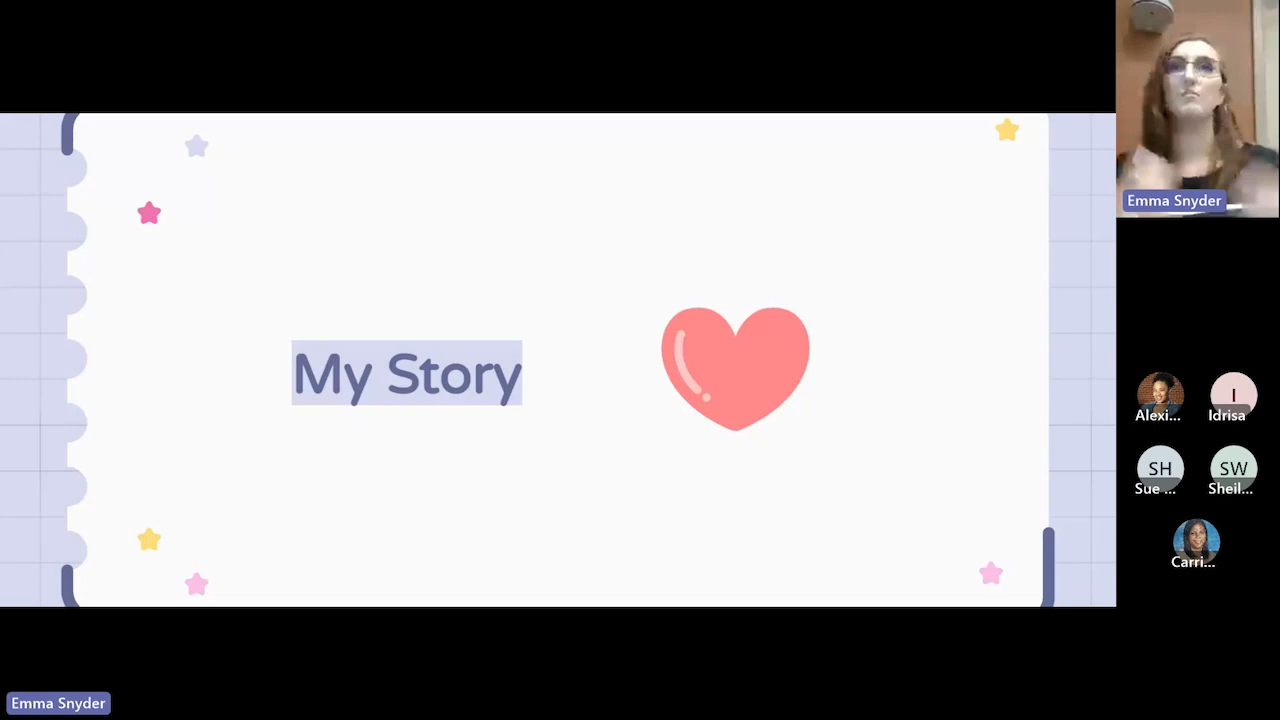 My Story
Emma Snyder
Alexi...
I
Idrisa
SH
Sue ...
SW
Sheil...
Carri...
Emma Snyder